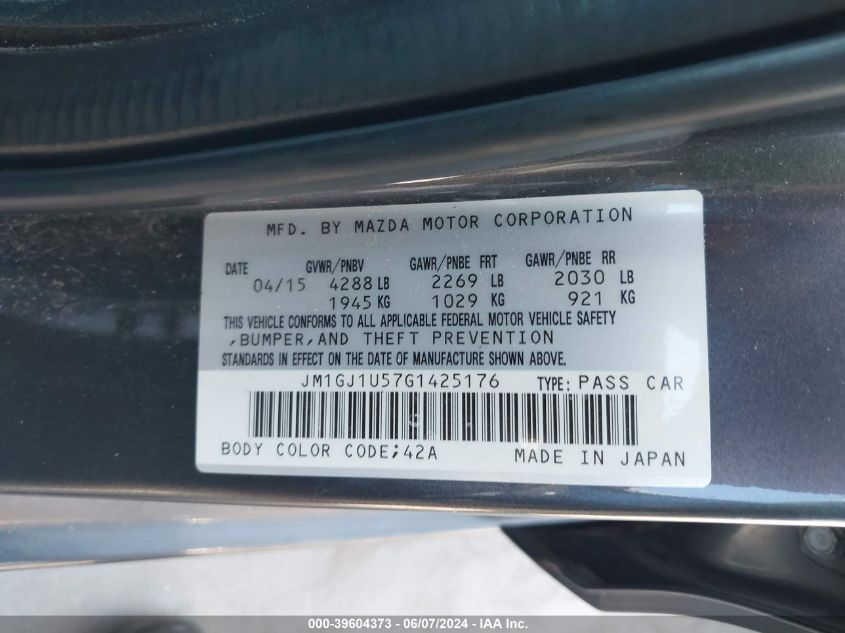 MFD. BY MAZDA MOTOR CORPORATION
DATE GVWR/PNBV GAWR/PNBE FRT GAWR/PNBE RR
04/15 4288 LB 2269 LB 2030 LB
1945 KG 1029 KG 921 KG
THIS VEHICLE CONFORMS TO ALL APPLICABLE FEDERAL MOTOR VEHICLE SAFETY
,BUMPER,AND THEFT PREVENTION
STANDARDS IN EFFECT ON THE DATE OF MANUFACTURE SHOWN ABOVE.
JM1GJ1U57G1425176 TYPE: PASS CAR
BODY COLOR CODE;42A MADE IN JAPAN
000-39604373 - 06/07/2024 - IAA Inc.